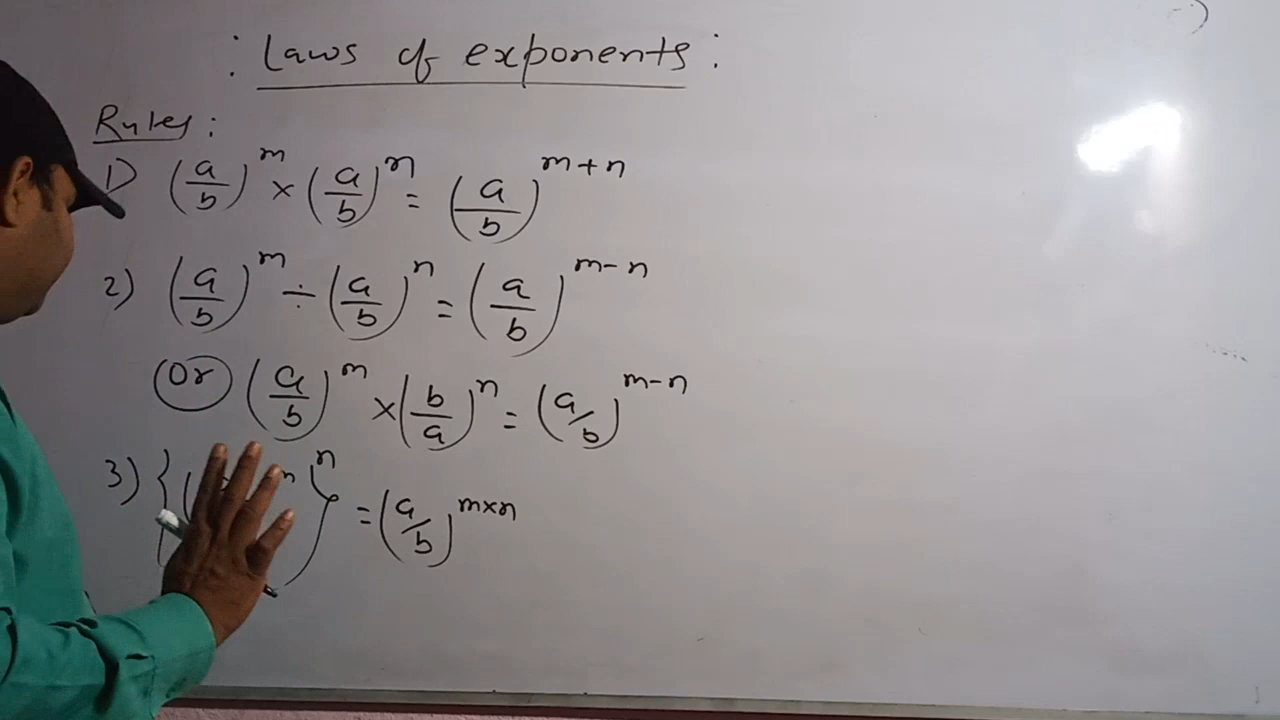 : Laws of exponents :
Rules :
1) (a/b)^m × (a/b)^n = (a/b)^(m+n)
2) (a/b)^m ÷ (a/b)^n = (a/b)^(m-n)
Or (a/b)^m × (b/a)^n = (a/b)^(m-n)
3) { ( }^n = (a/b)^(m×n)